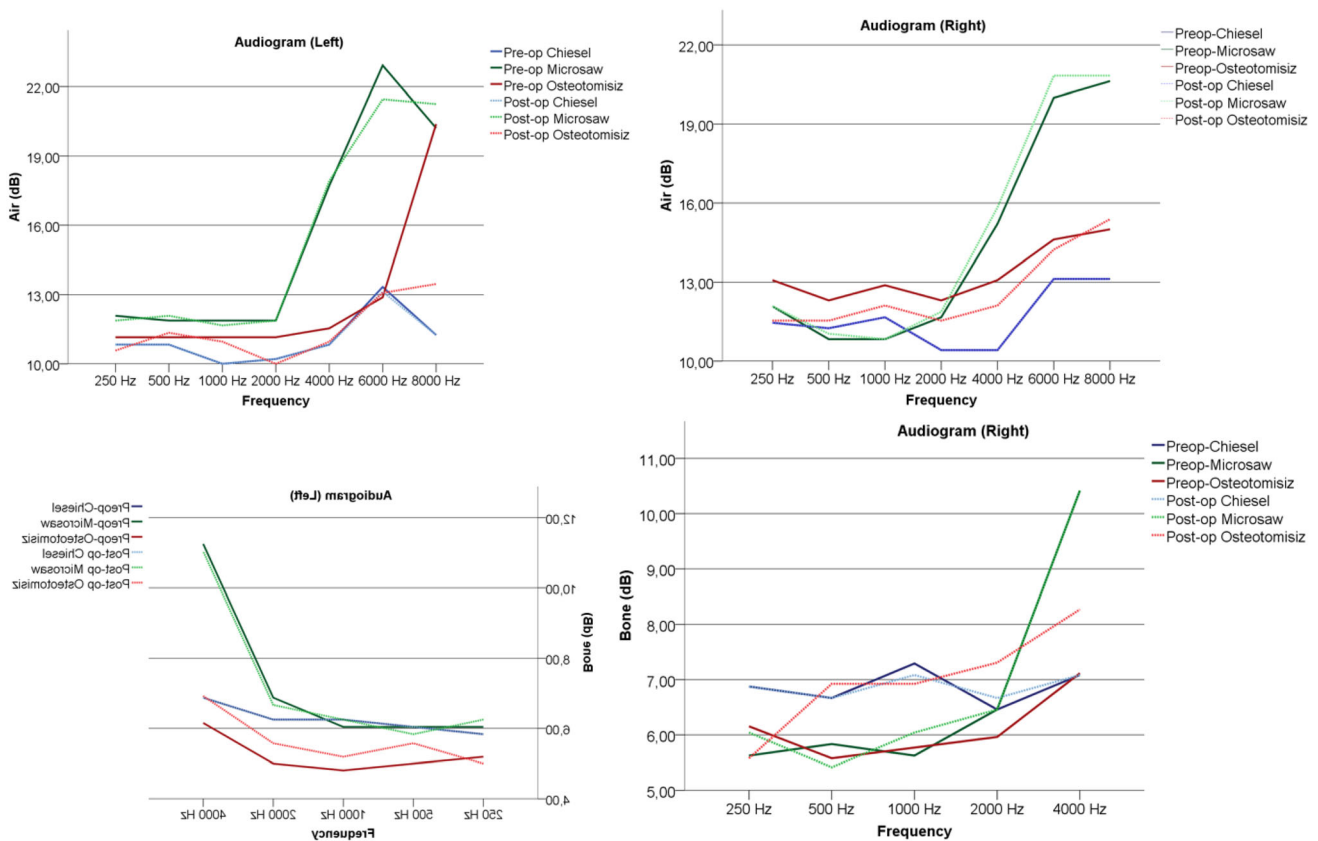 Audiogram (Left)
Pre-op Chiesel
Pre-op Microsaw
Pre-op Osteotomisiz
Post-op Chiesel
Post-op Microsaw
Post-op Osteotomisiz
22,00
19,00
16,00
13,00
10,00
Air (dB)
250 Hz 500 Hz 1000 Hz 2000 Hz 4000 Hz 6000 Hz 8000 Hz
Frequency
Audiogram (Right)
Preop-Chiesel
Preop-Microsaw
Preop-Osteotomisiz
Post-op Chiesel
Post-op Microsaw
Post-op Osteotomisiz
22,00
19,00
16,00
13,00
10,00
Air (dB)
250 Hz 500 Hz 1000 Hz 2000 Hz 4000 Hz 6000 Hz 8000 Hz
Frequency
Audiogram (Left)
Preop-Chiesel
Preop-Microsaw
Preop-Osteotomisiz
Post-op Chiesel
Post-op Microsaw
Post-op Osteotomisiz
12,00
10,00
8,00
6,00
4,00
Bone (dB)
250 Hz 500 Hz 1000 Hz 2000 Hz 4000 Hz
Frequency
Audiogram (Right)
Preop-Chiesel
Preop-Microsaw
Preop-Osteotomisiz
Post-op Chiesel
Post-op Microsaw
Post-op Osteotomisiz
11,00
10,00
9,00
8,00
7,00
6,00
5,00
Bone (dB)
250 Hz 500 Hz 1000 Hz 2000 Hz 4000 Hz
Frequency